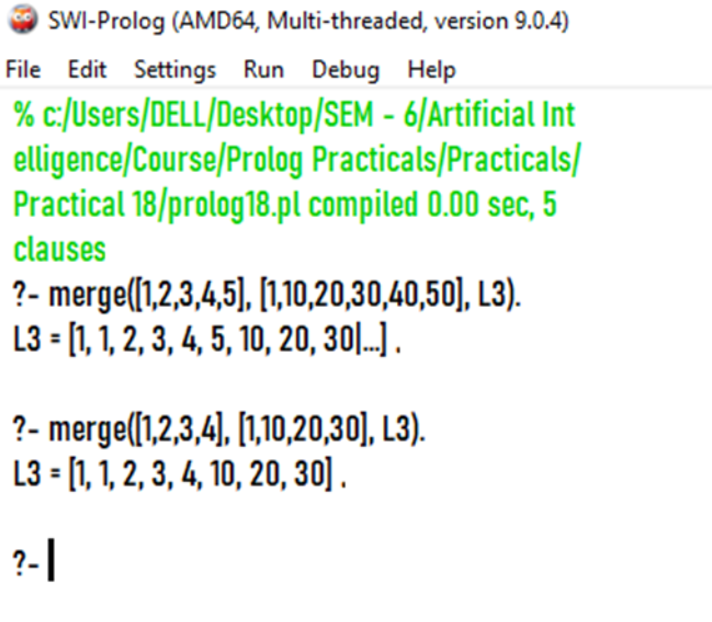 SWI-Prolog (AMD64, Multi-threaded, version 9.0.4)
File Edit Settings Run Debug Help
% c:/Users/DELL/Desktop/SEM - 6/Artificial Int
elligence/Course/Prolog Practicals/Practicals/
Practical 18/prolog18.pl compiled 0.00 sec, 5
clauses
?- merge([1,2,3,4,5], [1,10,20,30,40,50], L3).
L3 = [1, 1, 2, 3, 4, 5, 10, 20, 30|...] .
?- merge([1,2,3,4], [1,10,20,30], L3).
L3 = [1, 1, 2, 3, 4, 10, 20, 30] .
?-